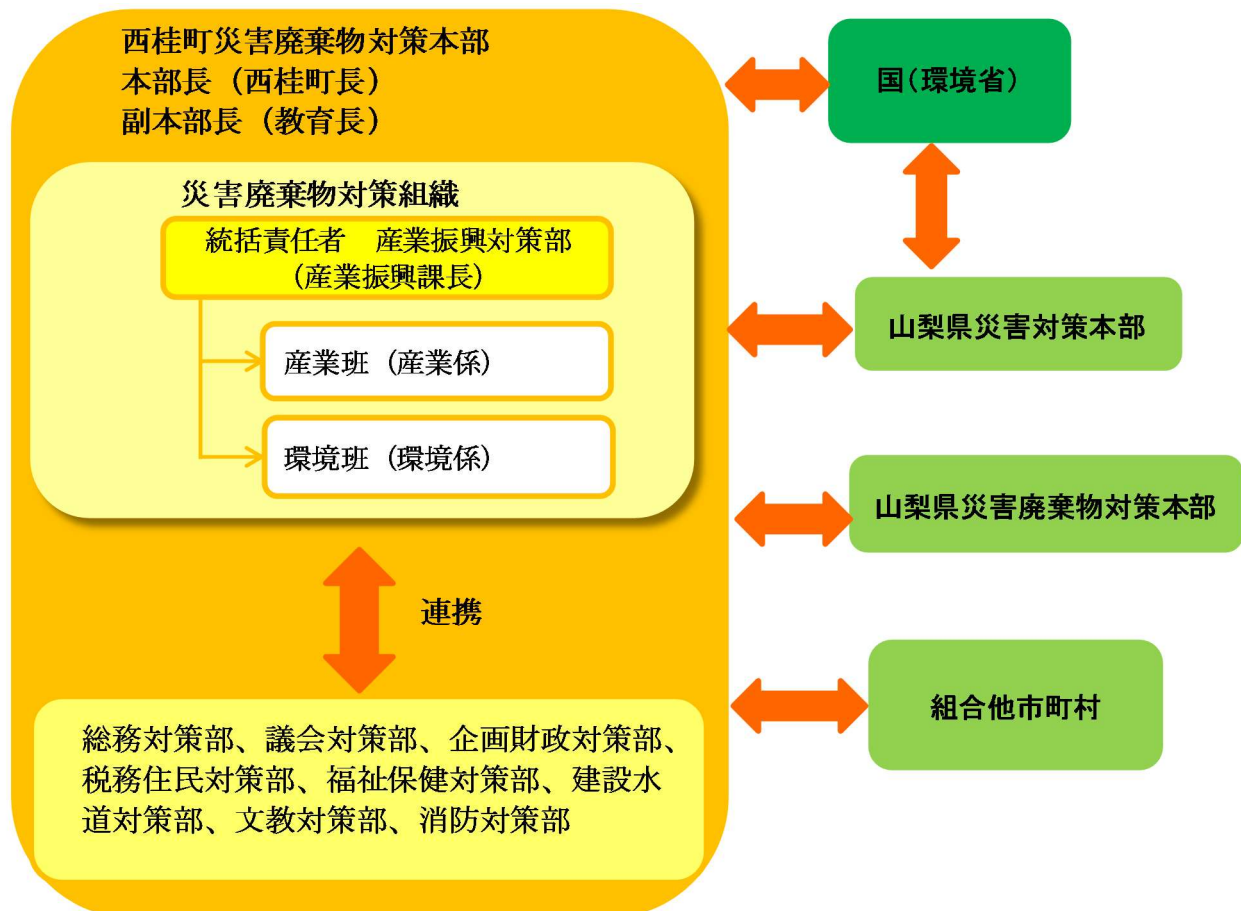 西桂町災害廃棄物対策本部
本部長（西桂町長）
副本部長（教育長）
災害廃棄物対策組織
統括責任者　産業振興対策部
（産業振興課長）
産業班（産業係）
環境班（環境係）
連携
総務対策部、議会対策部、企画財政対策部、
税務住民対策部、福祉保健対策部、建設水
道対策部、文教対策部、消防対策部
国（環境省）
山梨県災害対策本部
山梨県災害廃棄物対策本部
組合他市町村